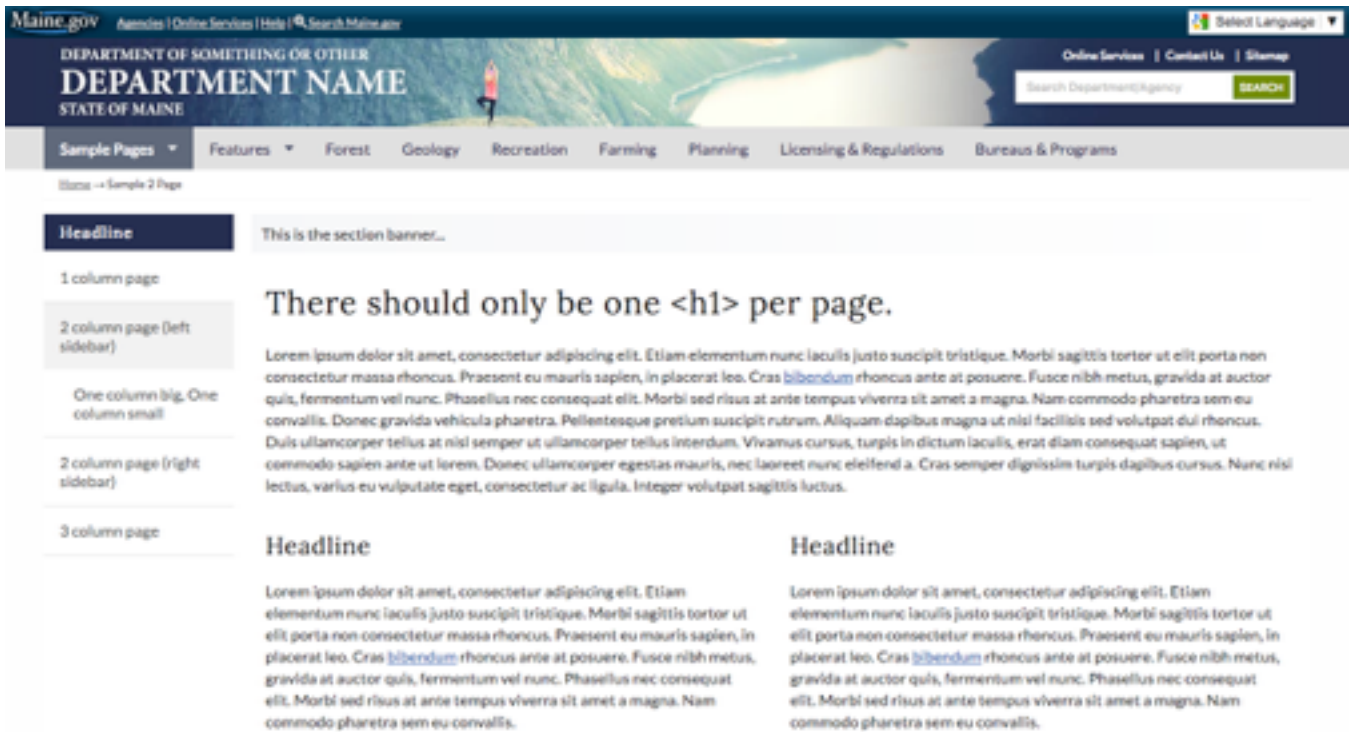 Maine.gov Agencies | Online Services | Help | Search Maine.gov Select Language ▼
DEPARTMENT OF SOMETHING OR OTHER
DEPARTMENT NAME
STATE OF MAINE
Online Services | Contact Us | Sitemap
Search Department/Agency SEARCH
Sample Pages Features Forest Geology Recreation Farming Planning Licensing & Regulations Bureaus & Programs
Home → Sample 2 Page
Headline
1 column page
2 column page (left
sidebar)
One column big, One
column small
2 column page (right
sidebar)
3 column page
This is the section banner...
There should only be one <h1> per page.
Lorem ipsum dolor sit amet, consectetur adipiscing elit. Etiam elementum nunc iaculis justo suscipit tristique. Morbi sagittis tortor ut elit porta non
consectetur massa rhoncus. Praesent eu mauris sapien, in placerat leo. Cras bibendum rhoncus ante at posuere. Fusce nibh metus, gravida at auctor
quis, fermentum vel nunc. Phasellus nec consequat elit. Morbi sed risus at ante tempus viverra sit amet a magna. Nam commodo pharetra sem eu
convallis. Donec gravida vehicula pharetra. Pellentesque pretium suscipit rutrum. Aliquam dapibus magna ut nisl facilisis sed volutpat dui rhoncus.
Duis ullamcorper tellus at nisl semper ut ullamcorper tellus interdum. Vivamus cursus, turpis in dictum iaculis, erat diam consequat sapien, ut
commodo sapien ante ut lorem. Donec ullamcorper egestas mauris, nec laoreet nunc eleifend a. Cras semper dignissim turpis dapibus cursus. Nunc nisl
lectus, varius eu vulputate eget, consectetur ac ligula. Integer volutpat sagittis luctus.
Headline
Lorem ipsum dolor sit amet, consectetur adipiscing elit. Etiam
elementum nunc iaculis justo suscipit tristique. Morbi sagittis tortor ut
elit porta non consectetur massa rhoncus. Praesent eu mauris sapien, in
placerat leo. Cras bibendum rhoncus ante at posuere. Fusce nibh metus,
gravida at auctor quis, fermentum vel nunc. Phasellus nec consequat
elit. Morbi sed risus at ante tempus viverra sit amet a magna. Nam
commodo pharetra sem eu convallis.
Headline
Lorem ipsum dolor sit amet, consectetur adipiscing elit. Etiam
elementum nunc iaculis justo suscipit tristique. Morbi sagittis tortor ut
elit porta non consectetur massa rhoncus. Praesent eu mauris sapien, in
placerat leo. Cras bibendum rhoncus ante at posuere. Fusce nibh metus,
gravida at auctor quis, fermentum vel nunc. Phasellus nec consequat
elit. Morbi sed risus at ante tempus viverra sit amet a magna. Nam
commodo pharetra sem eu convallis.